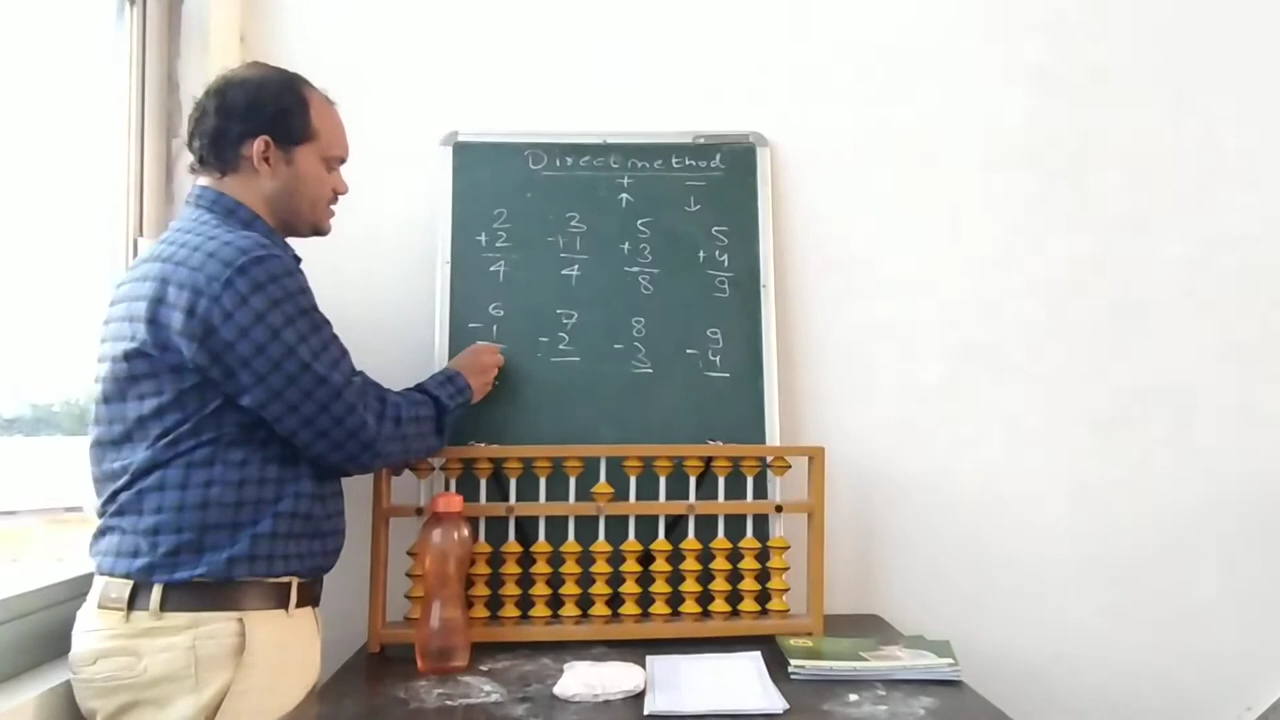 Direct method
+ −
↑ ↓
2 3 5 5
+2 +1 +3 +4
4 4 8 9
6 7 8 9
-1 -2 -3 -4